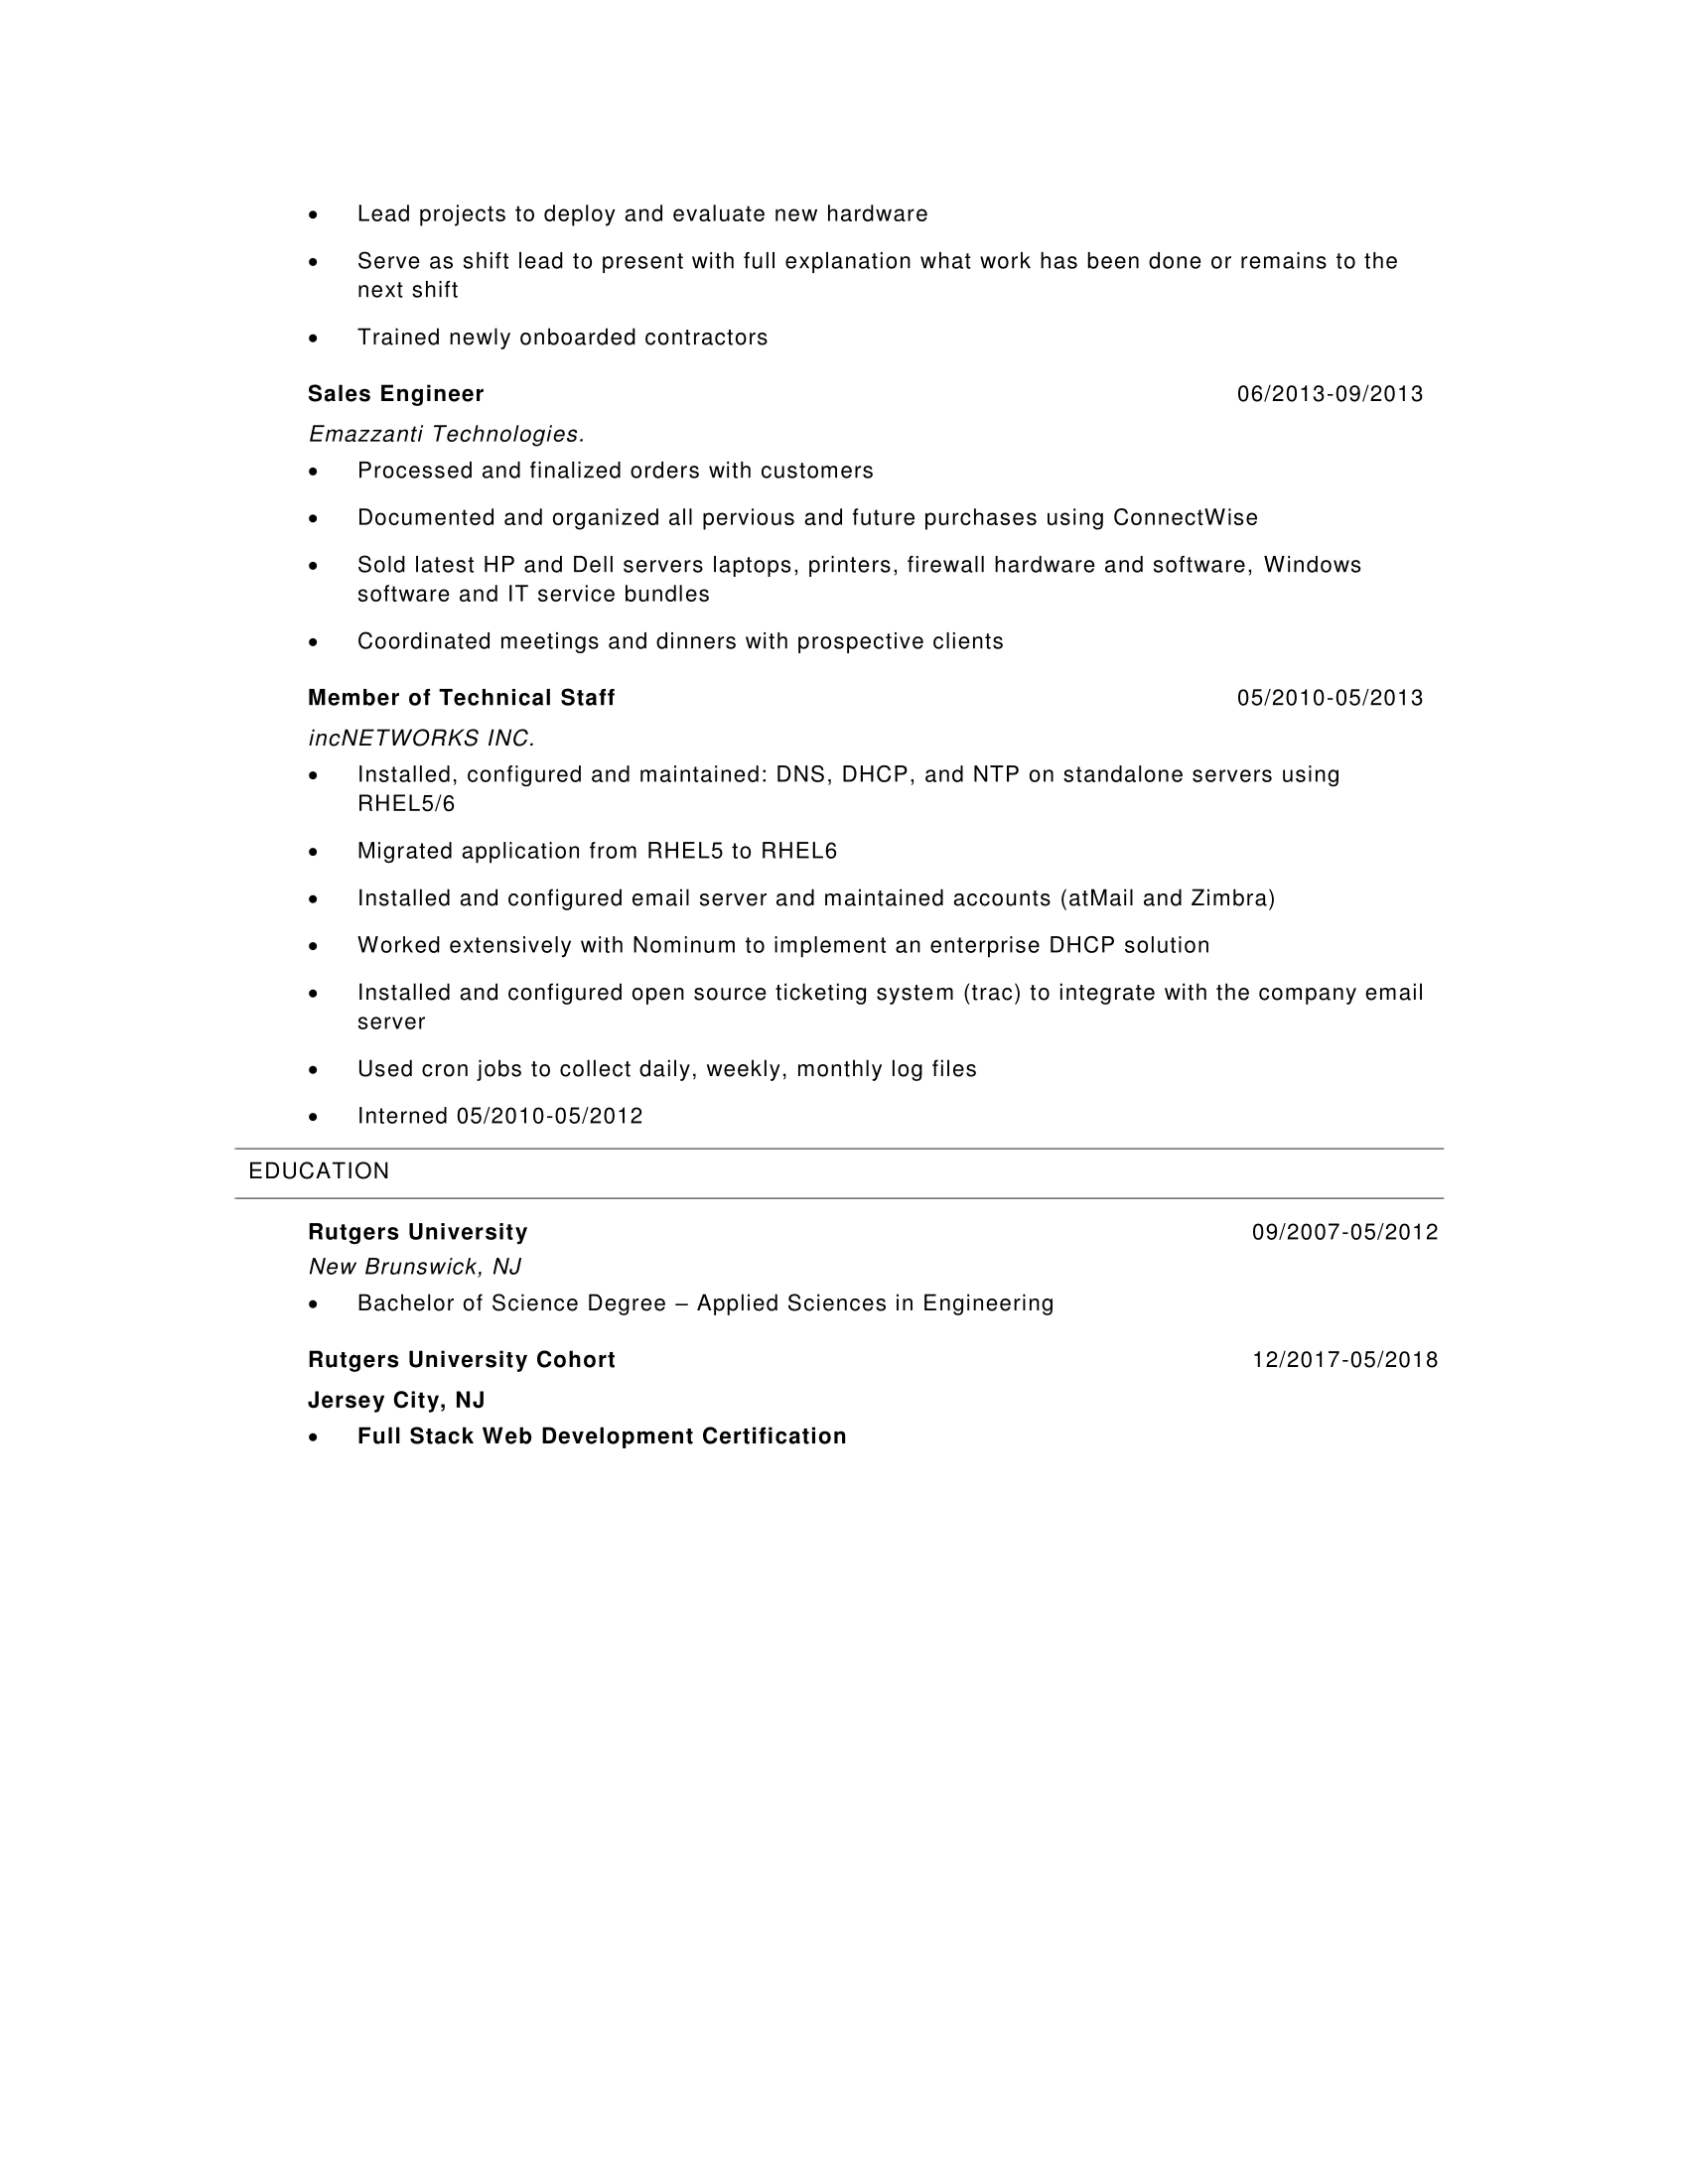 • Lead projects to deploy and evaluate new hardware
• Serve as shift lead to present with full explanation what work has been done or remains to the
next shift
• Trained newly onboarded contractors
Sales Engineer 06/2013-09/2013
Emazzanti Technologies.
• Processed and finalized orders with customers
• Documented and organized all pervious and future purchases using ConnectWise
• Sold latest HP and Dell servers laptops, printers, firewall hardware and software, Windows
software and IT service bundles
• Coordinated meetings and dinners with prospective clients
Member of Technical Staff 05/2010-05/2013
incNETWORKS INC.
• Installed, configured and maintained: DNS, DHCP, and NTP on standalone servers using
RHEL5/6
• Migrated application from RHEL5 to RHEL6
• Installed and configured email server and maintained accounts (atMail and Zimbra)
• Worked extensively with Nominum to implement an enterprise DHCP solution
• Installed and configured open source ticketing system (trac) to integrate with the company email
server
• Used cron jobs to collect daily, weekly, monthly log files
• Interned 05/2010-05/2012
EDUCATION
Rutgers University 09/2007-05/2012
New Brunswick, NJ
• Bachelor of Science Degree – Applied Sciences in Engineering
Rutgers University Cohort 12/2017-05/2018
Jersey City, NJ
• Full Stack Web Development Certification